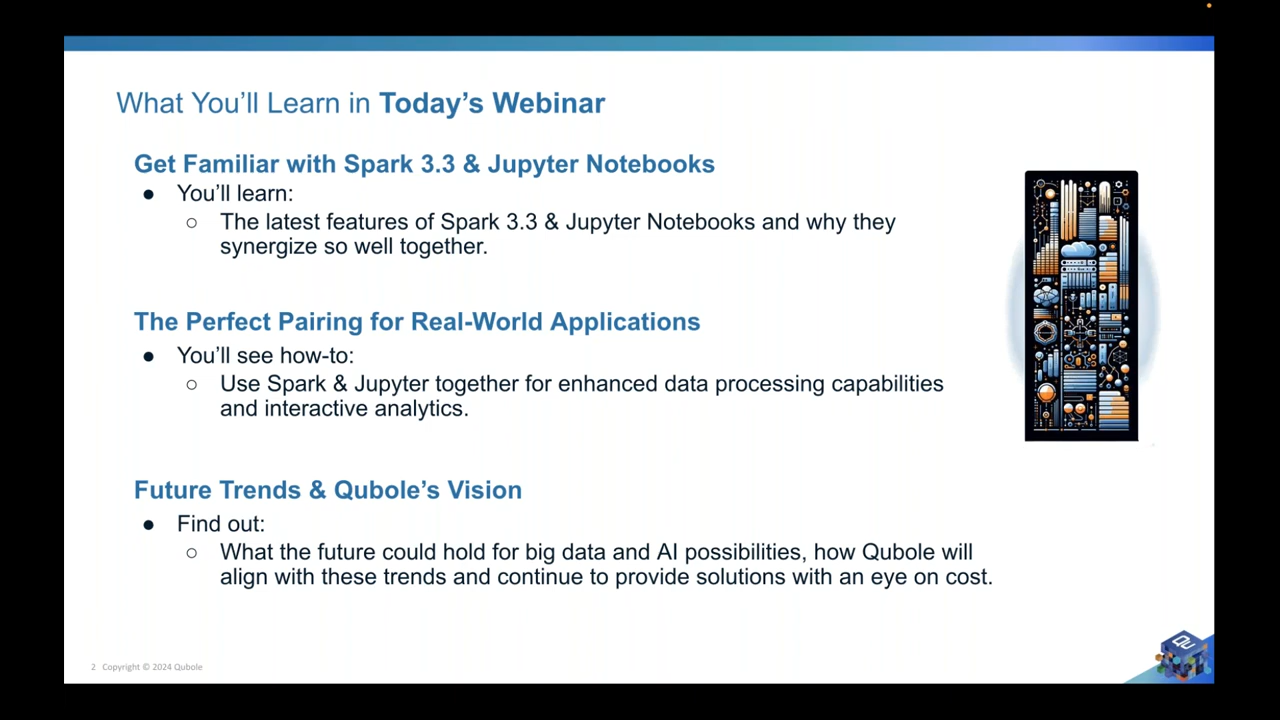 What You'll Learn in Today's Webinar
Get Familiar with Spark 3.3 & Jupyter Notebooks
● You'll learn:
○ The latest features of Spark 3.3 & Jupyter Notebooks and why they
synergize so well together.
The Perfect Pairing for Real-World Applications
● You'll see how-to:
○ Use Spark & Jupyter together for enhanced data processing capabilities
and interactive analytics.
Future Trends & Qubole's Vision
● Find out:
○ What the future could hold for big data and AI possibilities, how Qubole will
align with these trends and continue to provide solutions with an eye on cost.
2 Copyright © 2024 Qubole
Qu